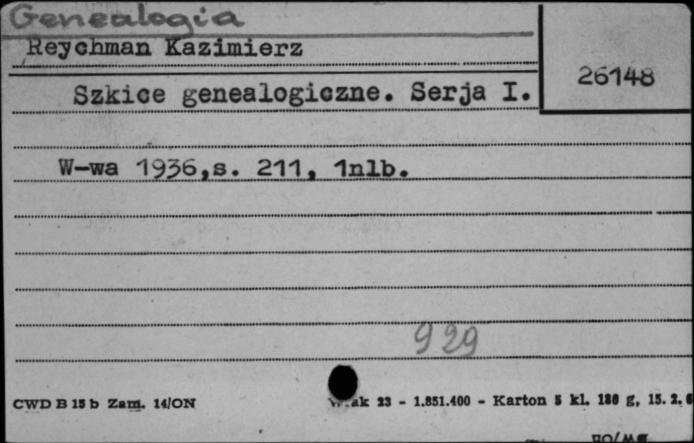 Genealogia
Reychman Kazimierz
26148
Szkice genealogiczne. Serja I.
W-wa 1936,s. 211, 1nlb.
929
CWD B 15 b Zam. 14/ON
23 - 1.851.400 - Karton 5 kl. 180 g, 15. 2.